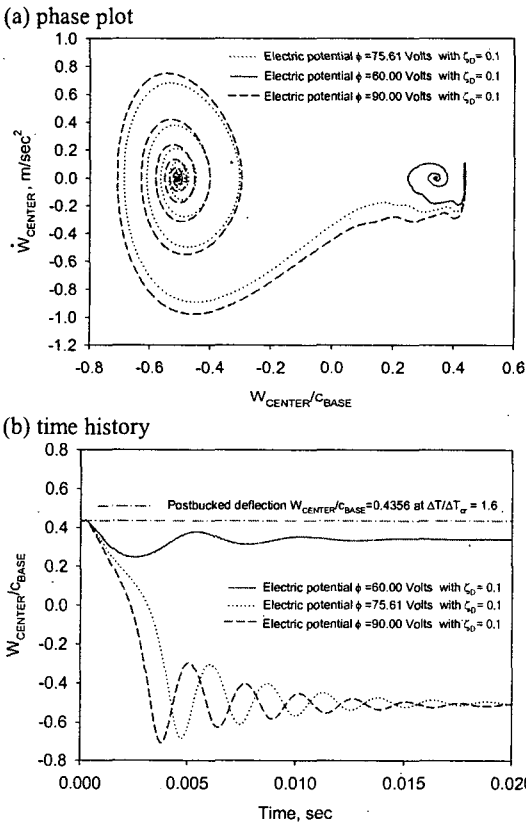 (a) phase plot
1.0
0.8
0.6
0.4
0.2
0.0
-0.2
-0.4
-0.6
-0.8
-1.0
-1.2
Ẇ_CENTER, m/sec²
Electric potential ϕ =75.61 Volts with ζ_D= 0.1
Electric potential ϕ =60.00 Volts with ζ_D= 0.1
Electric potential ϕ =90.00 Volts with ζ_D= 0.1
-0.8 -0.6 -0.4 -0.2 0.0 0.2 0.4 0.6
W_CENTER/c_BASE
(b) time history
0.8
0.6
0.4
0.2
0.0
-0.2
-0.4
-0.6
-0.8
W_CENTER/c_BASE
Postbucked deflection W_CENTER/c_BASE=0.4356 at ΔT/ΔT_cr = 1.6
Electric potential ϕ =60.00 Volts with ζ_D= 0.1
Electric potential ϕ =75.61 Volts with ζ_D= 0.1
Electric potential ϕ =90.00 Volts with ζ_D= 0.1
0.000 0.005 0.010 0.015 0.020
Time, sec